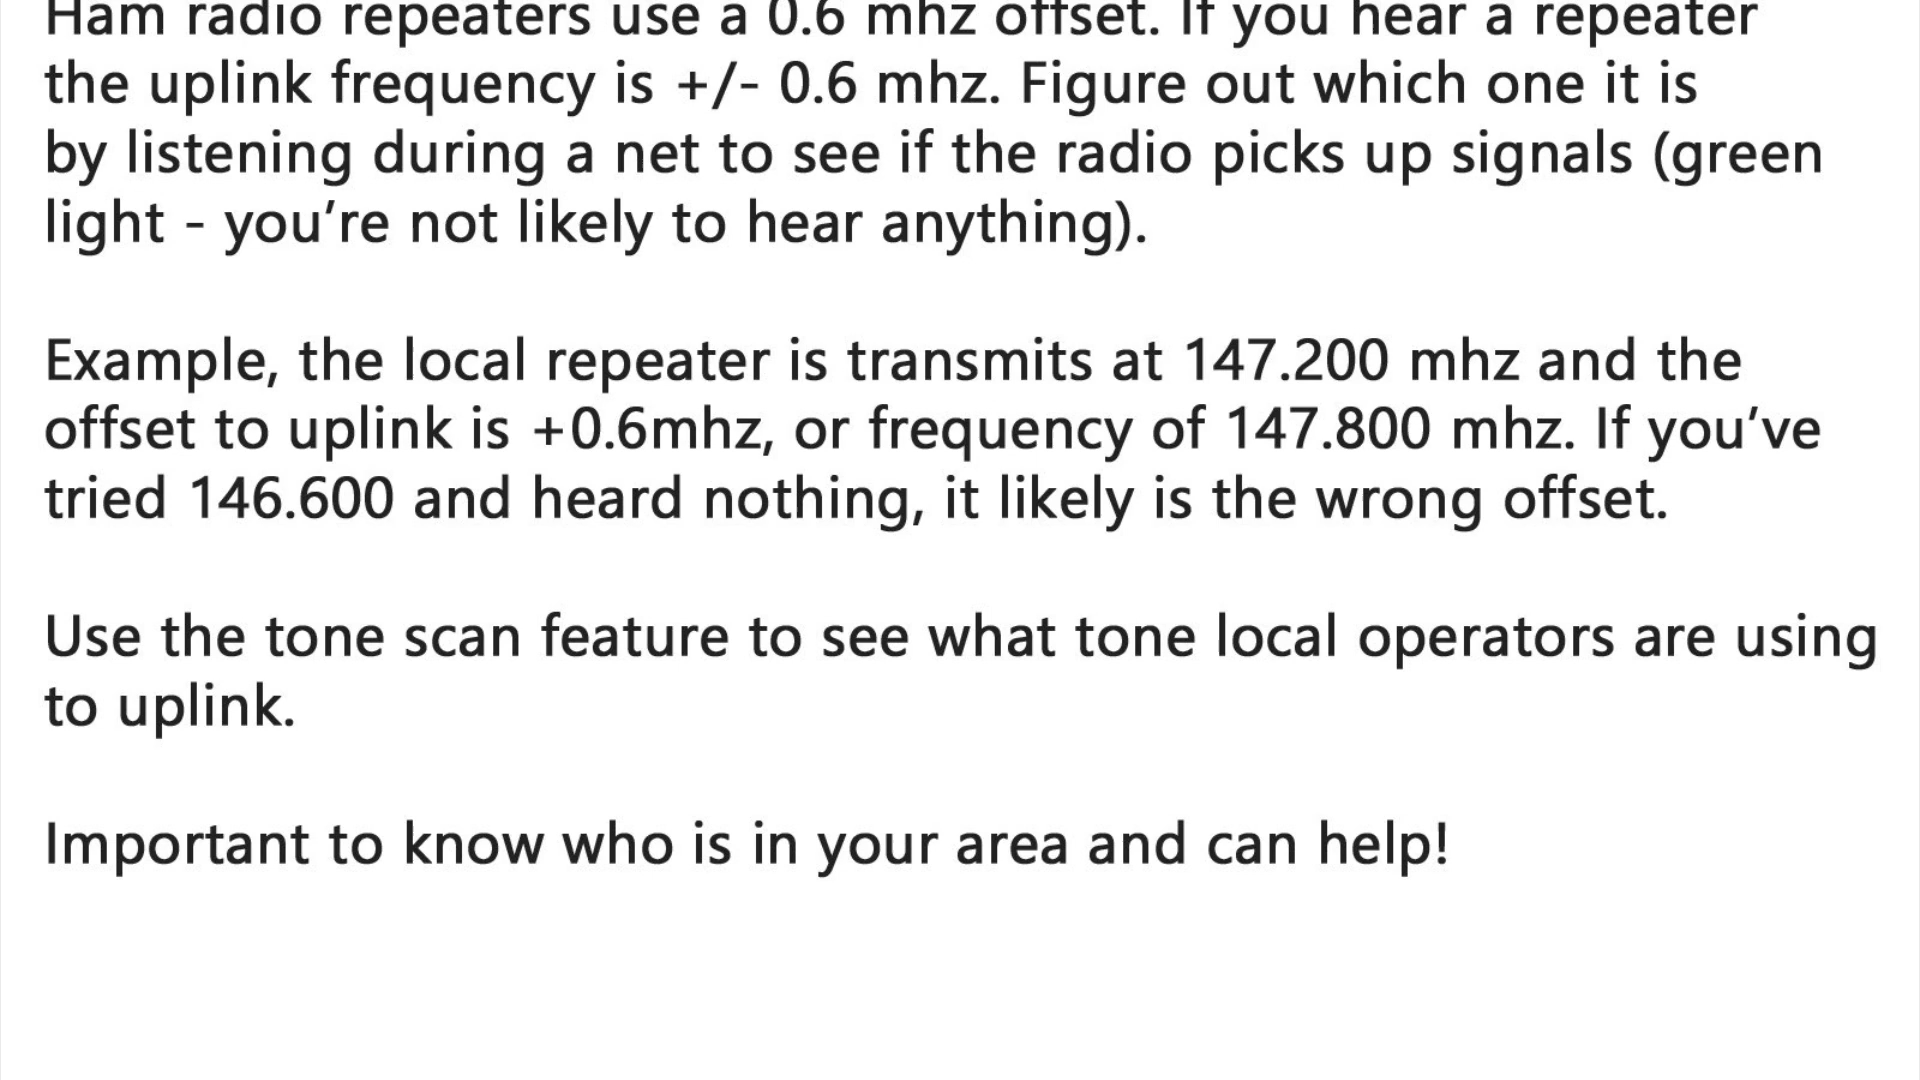 Ham radio repeaters use a 0.6 mhz offset. If you hear a repeater
the uplink frequency is +/- 0.6 mhz. Figure out which one it is
by listening during a net to see if the radio picks up signals (green
light - you’re not likely to hear anything).
Example, the local repeater is transmits at 147.200 mhz and the
offset to uplink is +0.6mhz, or frequency of 147.800 mhz. If you’ve
tried 146.600 and heard nothing, it likely is the wrong offset.
Use the tone scan feature to see what tone local operators are using
to uplink.
Important to know who is in your area and can help!